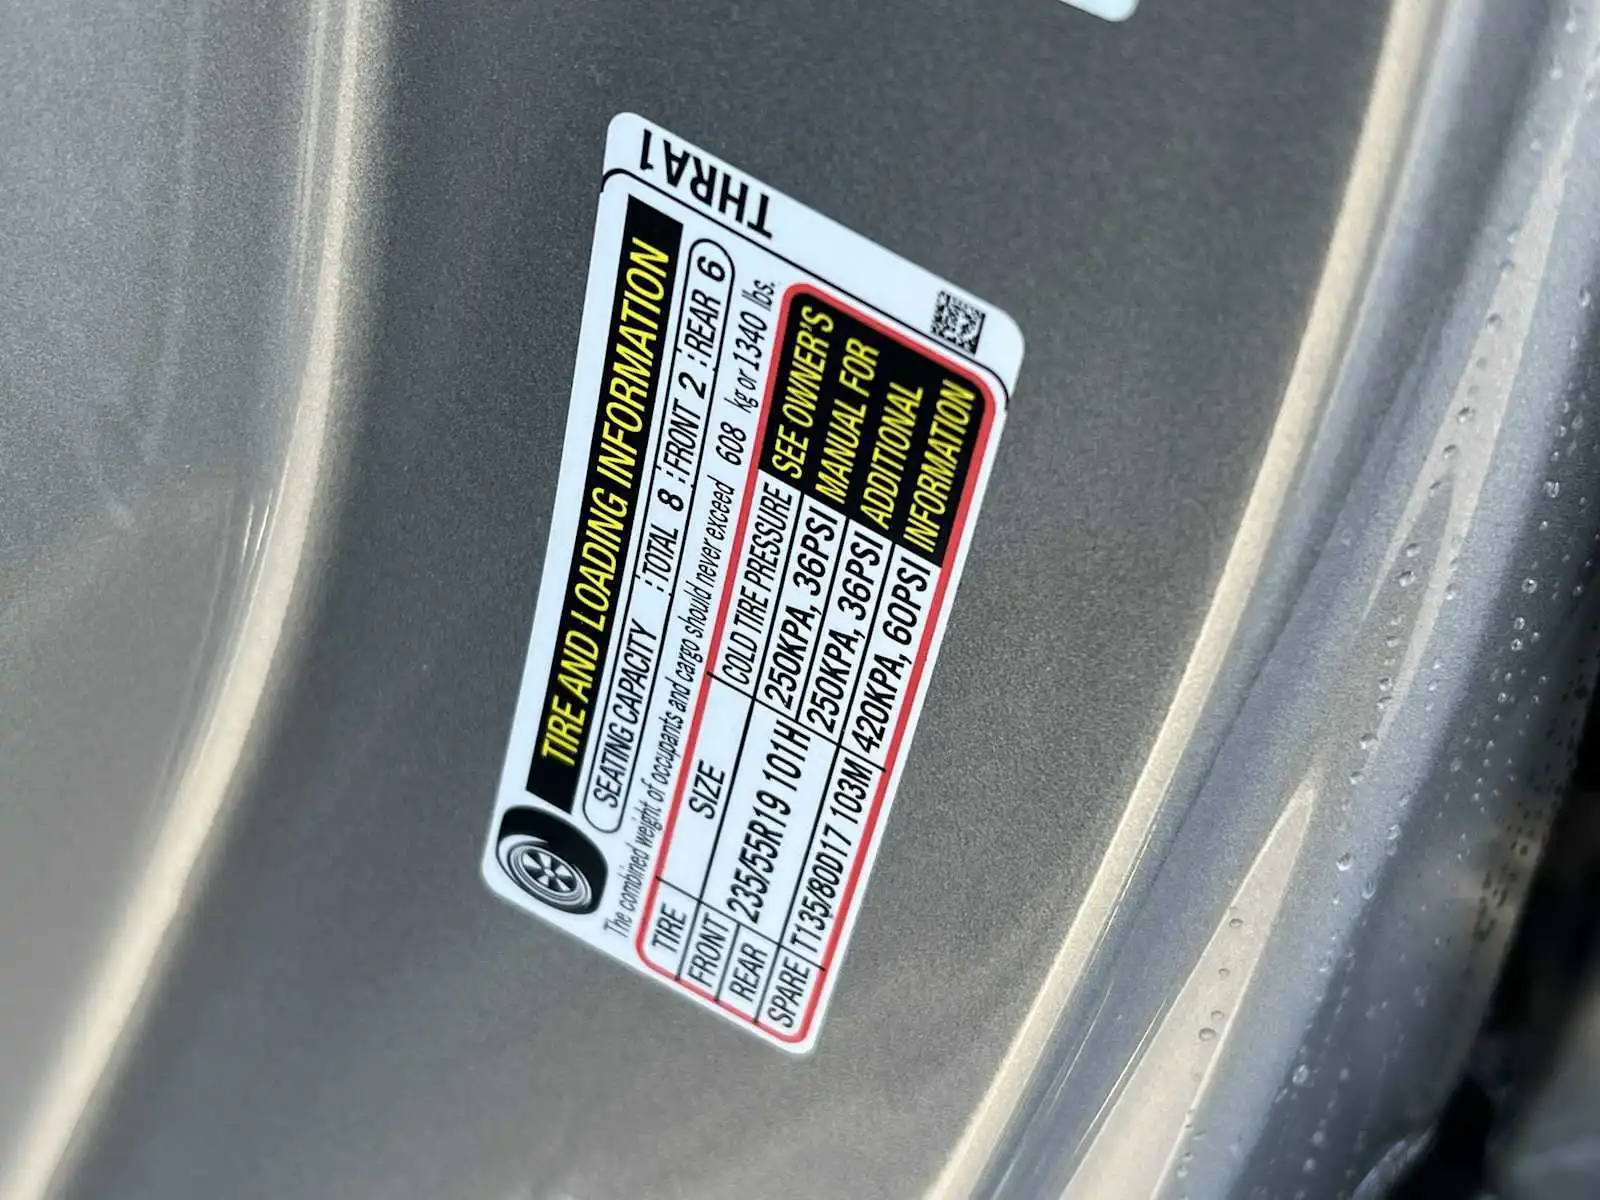 THRA1
TIRE AND LOADING INFORMATION
SEATING CAPACITY TOTAL 8 FRONT 2 REAR 6
The combined weight of occupants and cargo should never exceed 608 kg or 1340 lbs.
TIRE SIZE COLD TIRE PRESSURE
FRONT 235/55R19 101H 250KPA, 36PSI
REAR 250KPA, 36PSI
SPARE T135/80D17 103M 420KPA, 60PSI
SEE OWNER'S
MANUAL FOR
ADDITIONAL
INFORMATION